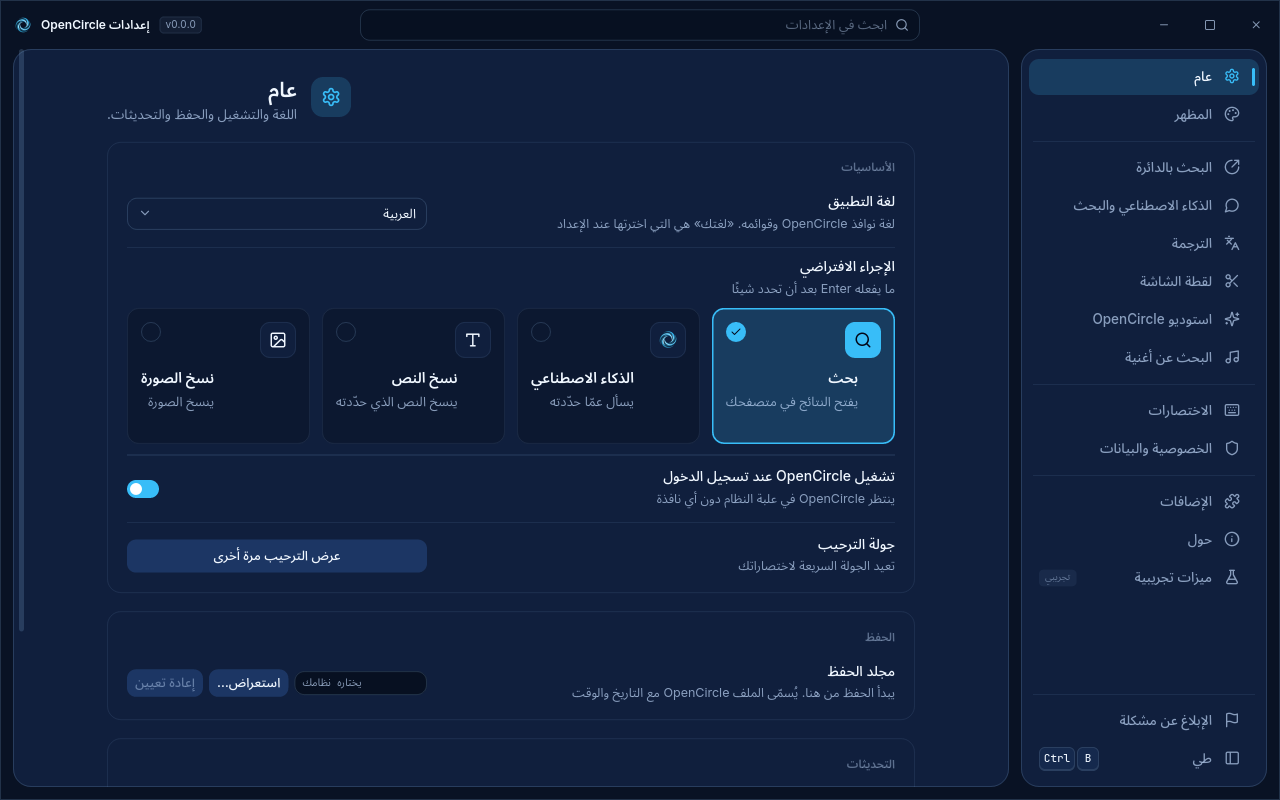 إعدادات OpenCircle
v0.0.0
ابحث في الإعدادات
عام
المظهر
البحث بالدائرة
الذكاء الاصطناعي والبحث
الترجمة
لقطة الشاشة
استوديو OpenCircle
البحث عن أغنية
الاختصارات
الخصوصية والبيانات
الإضافات
حول
ميزات تجريبية
تجريبي
الإبلاغ عن مشكلة
طي
Ctrl B
عام
اللغة والتشغيل والحفظ والتحديثات.
الأساسيات
لغة التطبيق
لغة نوافذ OpenCircle وقوائمه. «لغتك» هي التي اخترتها عند الإعداد
العربية
الإجراء الافتراضي
ما يفعله Enter بعد أن تحدد شيئًا
بحث
يفتح النتائج في متصفحك
الذكاء الاصطناعي
يسأل عمّا حدّدته
نسخ النص
ينسخ النص الذي حدّدته
نسخ الصورة
ينسخ الصورة
تشغيل OpenCircle عند تسجيل الدخول
ينتظر OpenCircle في علبة النظام دون أي نافذة
جولة الترحيب
تعيد الجولة السريعة لاختصاراتك
عرض الترحيب مرة أخرى
الحفظ
مجلد الحفظ
يبدأ الحفظ من هنا. يُسمّى الملف OpenCircle مع التاريخ والوقت
يختاره نظامك
استعراض...
إعادة تعيين
التحديثات